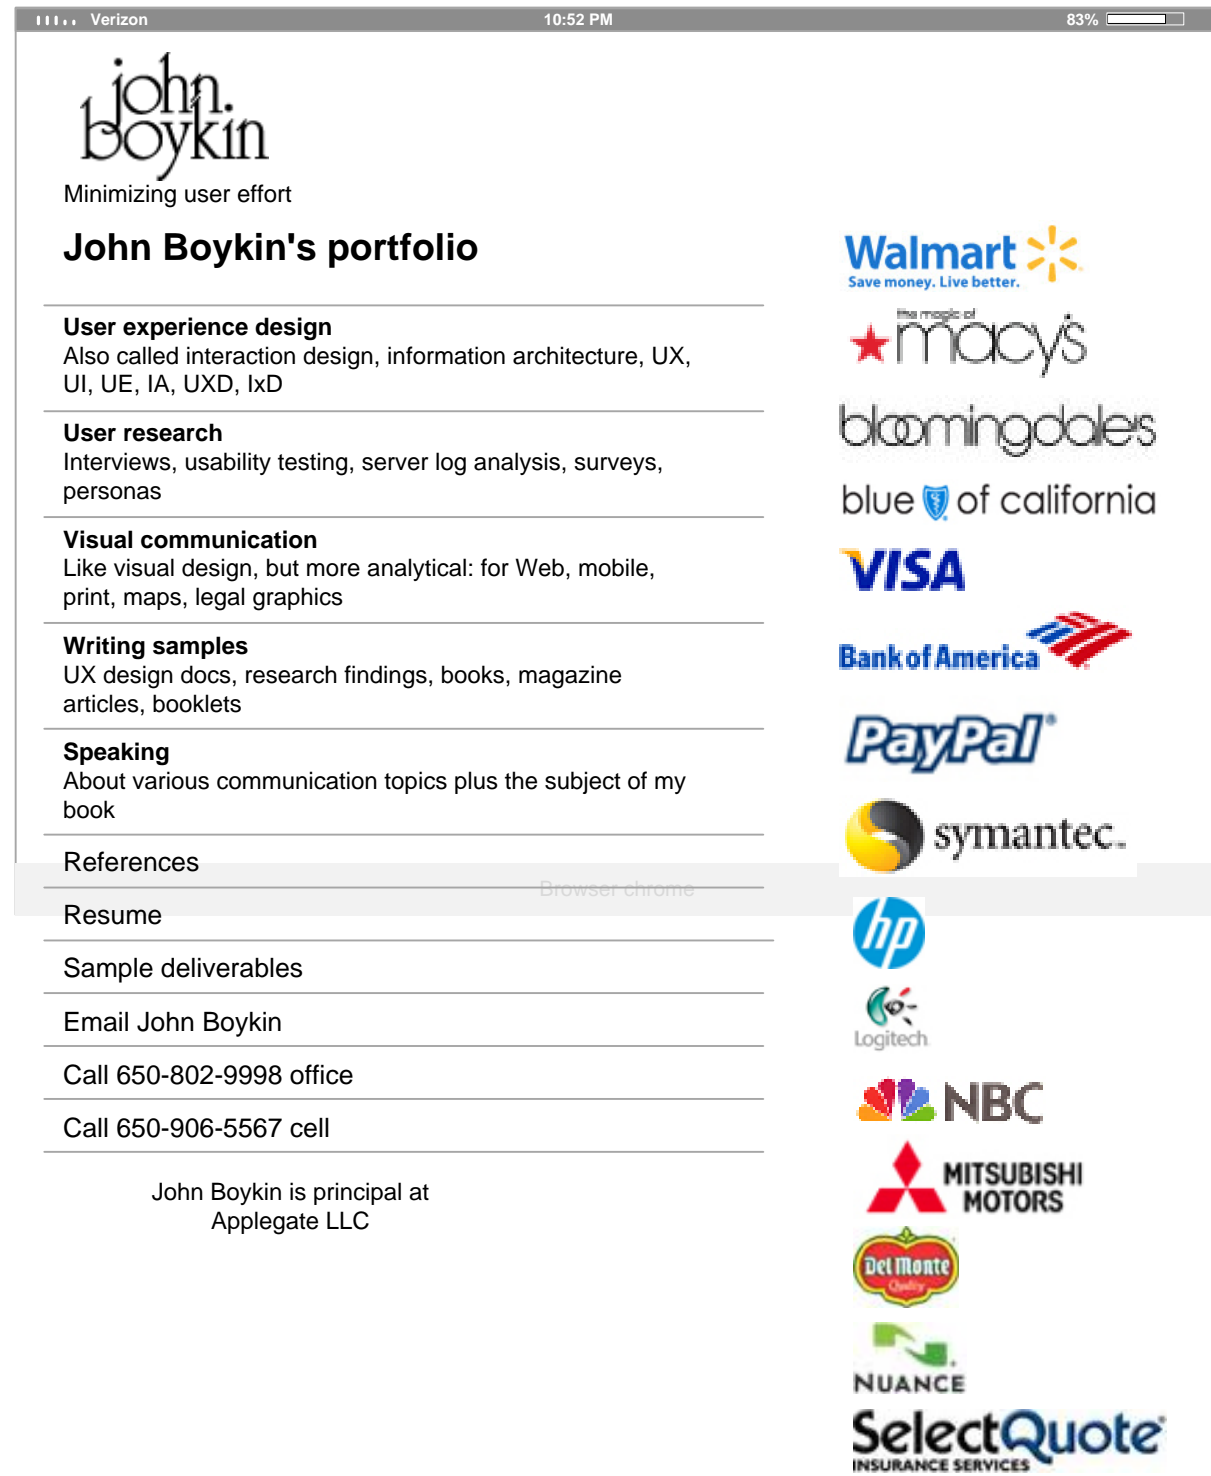 Verizon
10:52 PM
83%
john.
boykin
Minimizing user effort
John Boykin's portfolio
User experience design
Also called interaction design, information architecture, UX,
UI, UE, IA, UXD, IxD
User research
Interviews, usability testing, server log analysis, surveys,
personas
Visual communication
Like visual design, but more analytical: for Web, mobile,
print, maps, legal graphics
Writing samples
UX design docs, research findings, books, magazine
articles, booklets
Speaking
About various communication topics plus the subject of my
book
References
Browser chrome
Resume
Sample deliverables
Email John Boykin
Call 650-802-9998 office
Call 650-906-5567 cell
John Boykin is principal at
Applegate LLC
Walmart
Save money. Live better.
the magic of
macy's
bloomingdale's
blue of california
VISA
Bank of America
PayPal®
symantec.
hp
Logitech
NBC
MITSUBISHI
MOTORS
Del Monte
Quality
NUANCE
SelectQuote
INSURANCE SERVICES